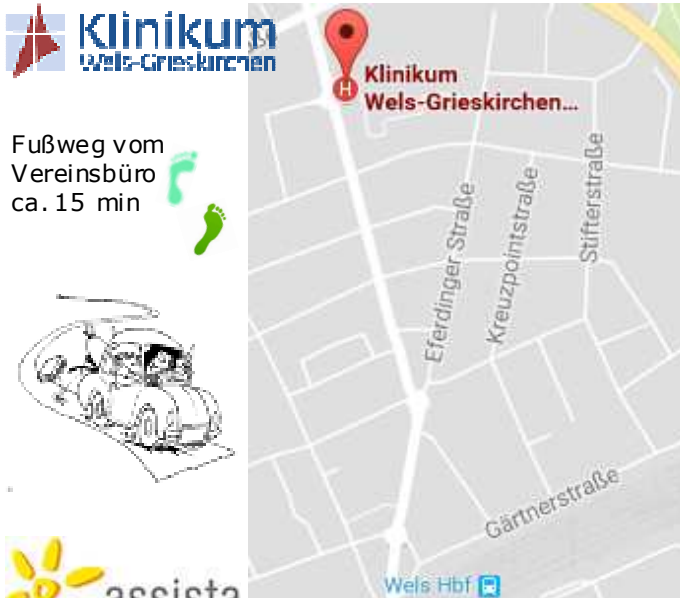 Klinikum
Wels-Grieskirchen
Fußweg vom
Vereinsbüro
ca. 15 min
assista
Klinikum
Wels-Grieskirchen...
H
Eferdinger Straße
Kreuzpointstraße
Stifterstraße
Gärtnerstraße
Wels Hbf